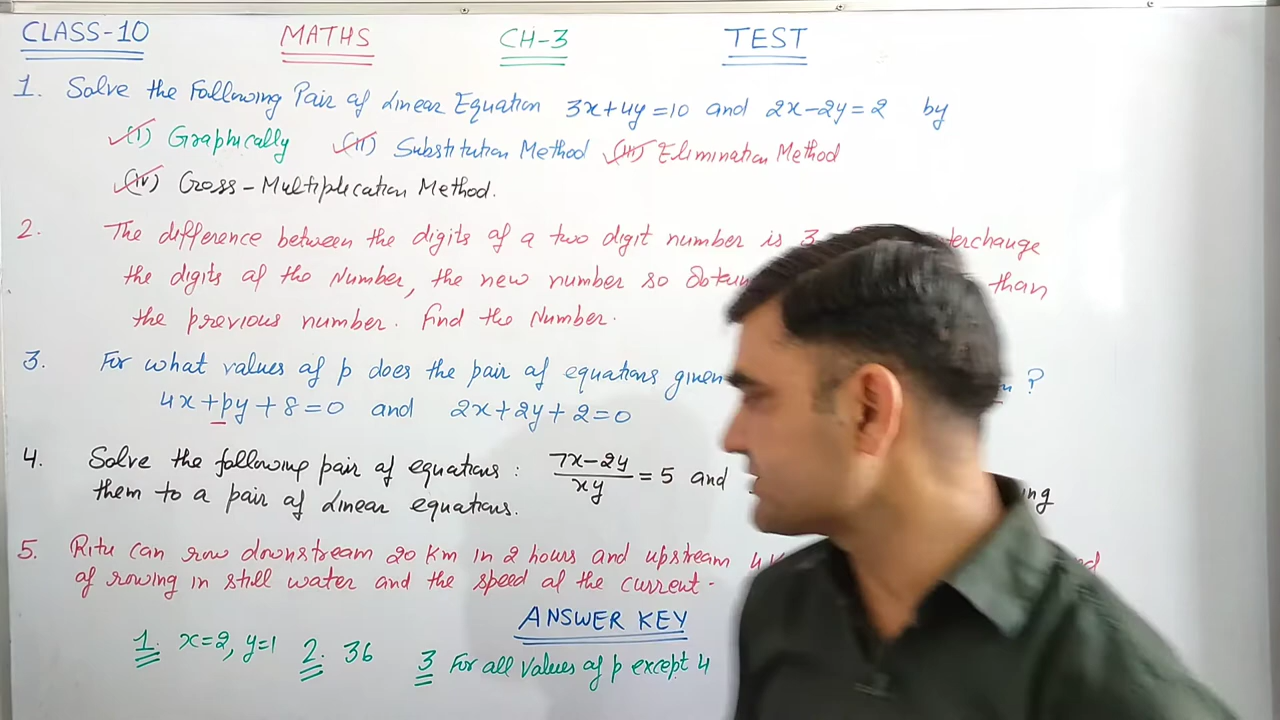 CLASS-10 MATHS CH-3 TEST
1. Solve the Following Pair of Linear Equation 3x+4y=10 and 2x-2y=2 by
(i) Graphically (ii) Substitution Method (iii) Elimination Method
(iv) Cross-Multiplication Method.
2. The difference between the digits of a two digit number is 3
the digits of the Number, the new number so than
the previous number. Find the Number.
3. For what values of p does the pair of equations given ?
4x+py+8=0 and 2x+2y+2=0
4. Solve the following pair of equations: \frac{7x-2y}{xy}=5 and
them to a pair of Linear equations.
5. Ritu can row downstream 20 Km in 2 hours and upstream 4
of rowing in still water and the speed of the current.
ANSWER KEY
1. x=2, y=1 2. 36 3 For all values of p except 4